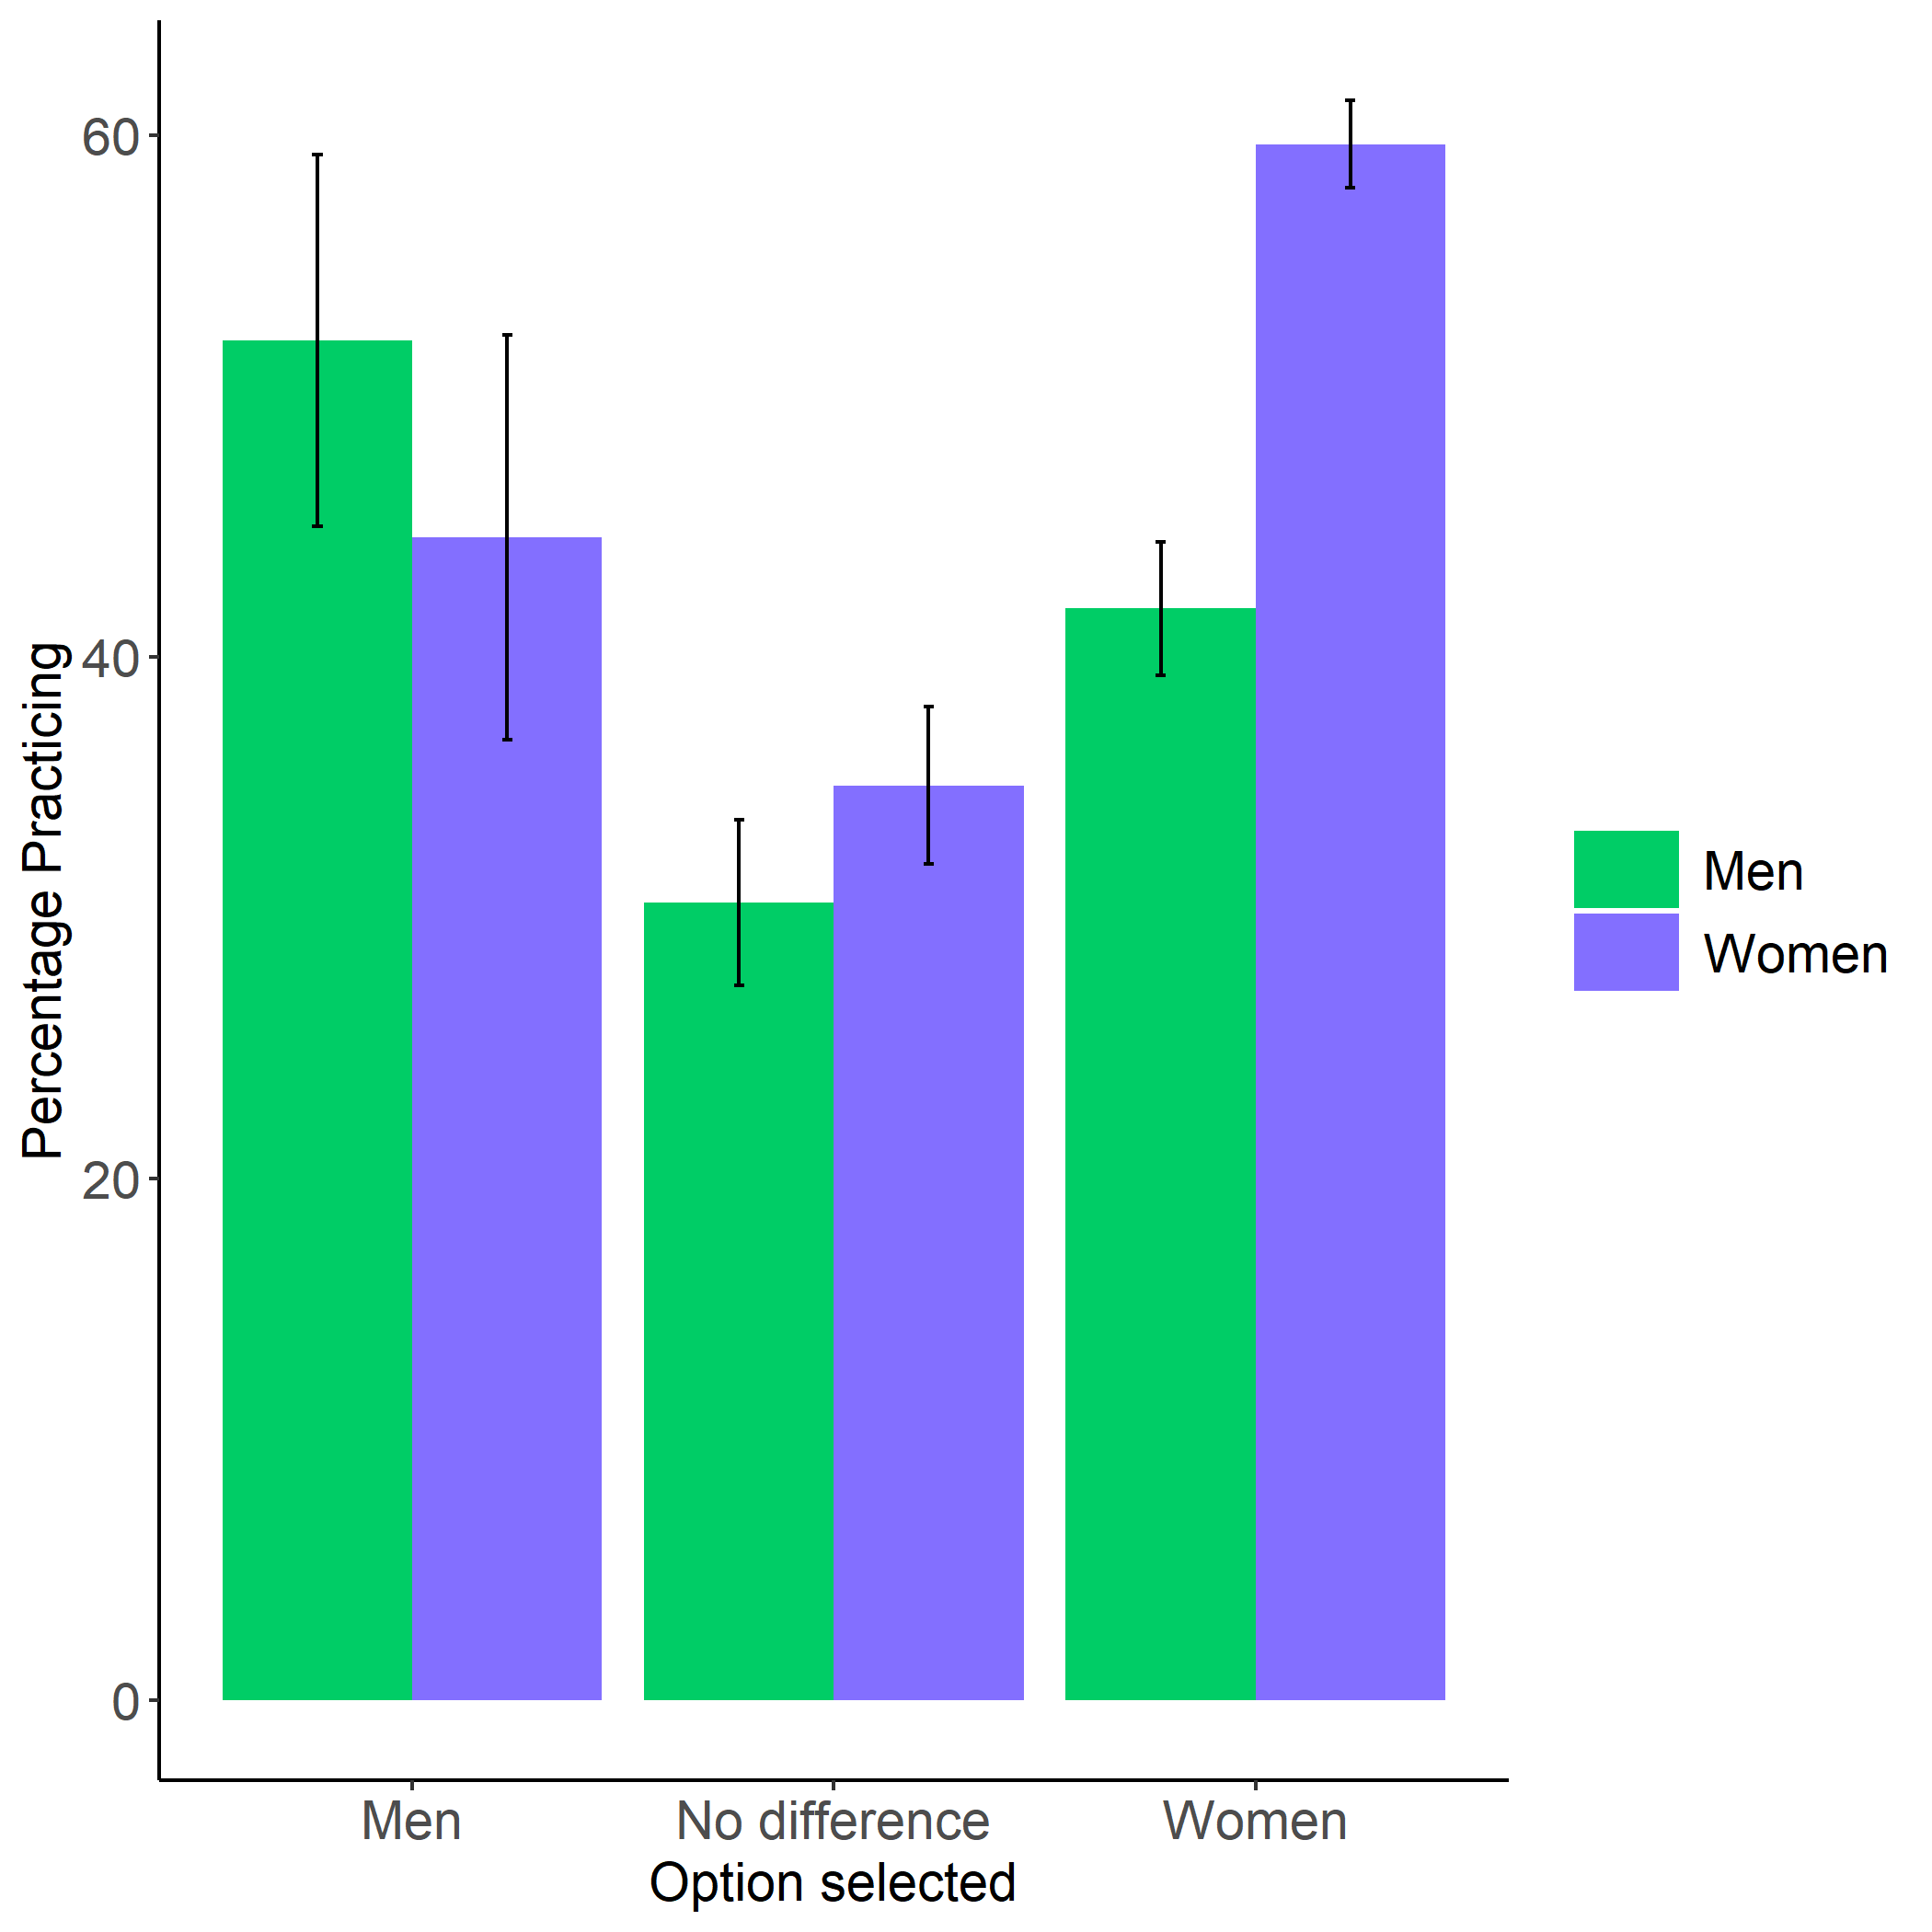 Percentage Practicing
60
40
20
0
Men
No difference
Women
Option selected
Men
Women